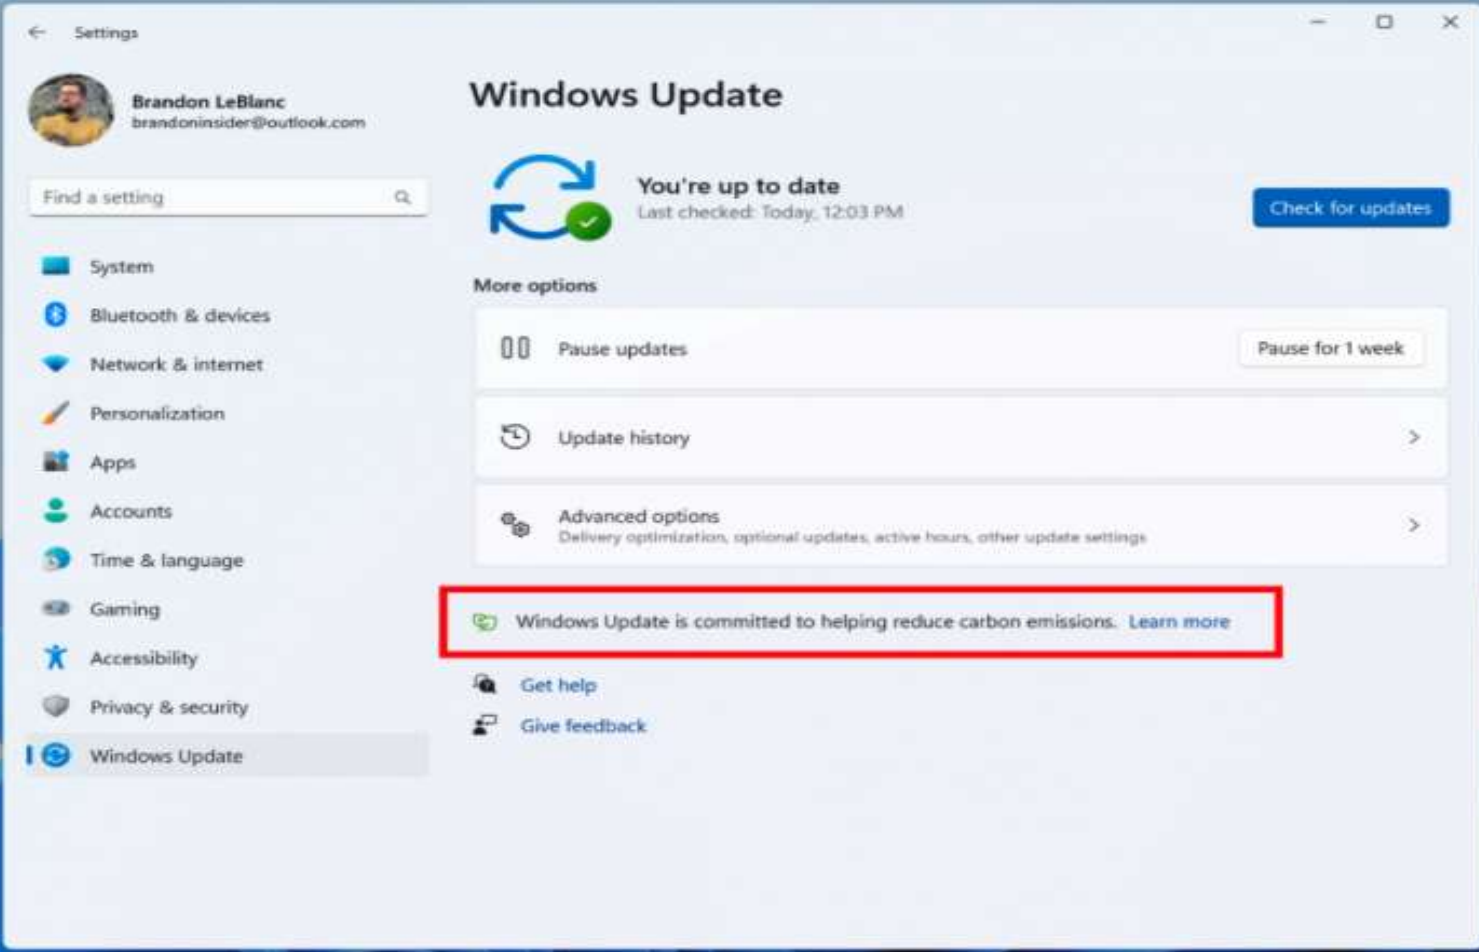 Settings
Brandon LeBlanc
brandoninsider@outlook.com
Find a setting
System
Bluetooth & devices
Network & internet
Personalization
Apps
Accounts
Time & language
Gaming
Accessibility
Privacy & security
Windows Update
Windows Update
You're up to date
Last checked: Today, 12:03 PM
Check for updates
More options
Pause updates
Pause for 1 week
Update history
Advanced options
Delivery optimization, optional updates, active hours, other update settings
Windows Update is committed to helping reduce carbon emissions. Learn more
Get help
Give feedback